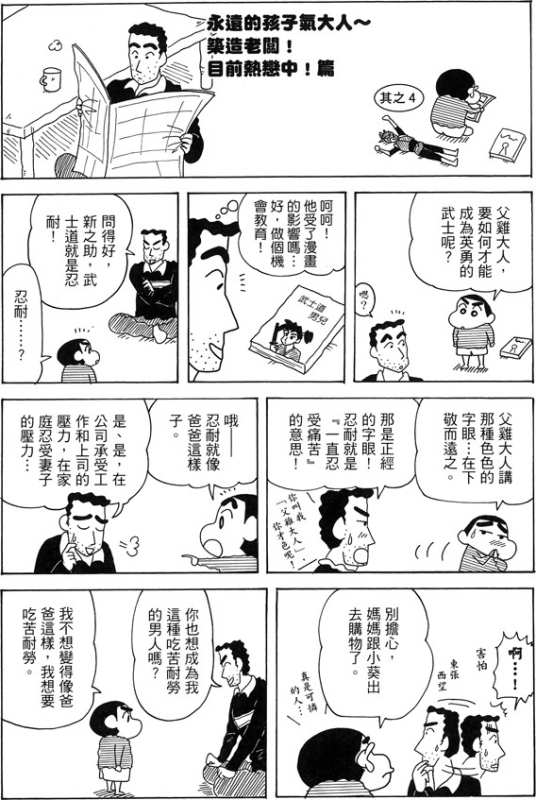 永遠的孩子氣大人～
築造老闆！
目前熱戀中！篇
其之4
父雞大人，
要如何才能
成為英勇的
武士呢？
嗯？
呵呵！
他受了漫畫
的影響嗎…
好，做個機
會教育！
武士道
男兒
問得好，
新之助，武
士道就是忍
耐！
忍耐……？
父雞大人講
那種色色的
字眼…在下
敬而遠之。
那是正經
的字眼！
忍耐就是
『一直忍
受痛苦』
的意思！
你叫我
「父雞大人」，
你才色呢！
哦——
忍耐就像
爸爸這樣
子。
是、是，在
公司承受工
作和上司的
壓力，在家
庭忍受妻子
的壓力…
啊…！
害怕
東張
西望
別擔心，
媽媽跟小葵出
去購物了。
真是可憐
的人…
你也想成為我
這種吃苦耐勞
的男人嗎？
我不想變得像爸
爸這樣，我想要
吃苦耐勞。